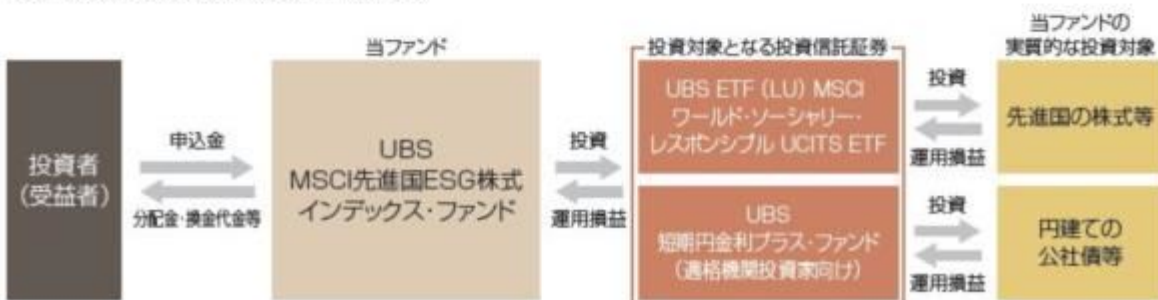 当ファンド
投資対象となる投資信託証券
当ファンドの
実質的な投資対象
投資者
(受益者)
申込金
分配金・換金代金等
UBS
MSCI先進国ESG株式
インデックス・ファンド
投資
運用損益
UBS ETF (LU) MSCI
ワールド・ソーシャリー・
レスポンシブル UCITS ETF
投資
運用損益
先進国の株式等
UBS
短期円金利プラス・ファンド
(適格機関投資家向け)
投資
運用損益
円建ての
公社債等